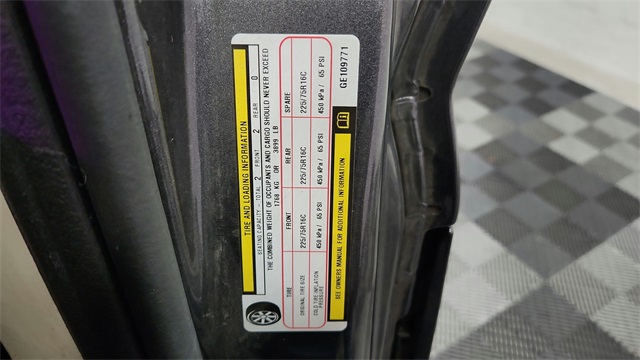 TIRE AND LOADING INFORMATION
SEATING CAPACITY - TOTAL 2 FRONT 2 REAR 0
THE COMBINED WEIGHT OF OCCUPANTS AND CARGO SHOULD NEVER EXCEED
1768 KG OR 3899 LB
TIRE FRONT REAR SPARE
ORIGINAL TIRE SIZE 225/75R16C 225/75R16C 225/75R16C
COLD TIRE INFLATION PRESSURE 450 kPa / 65 PSI 450 kPa / 65 PSI 450 kPa / 65 PSI
SEE OWNERS MANUAL FOR ADDITIONAL INFORMATION
GE109771